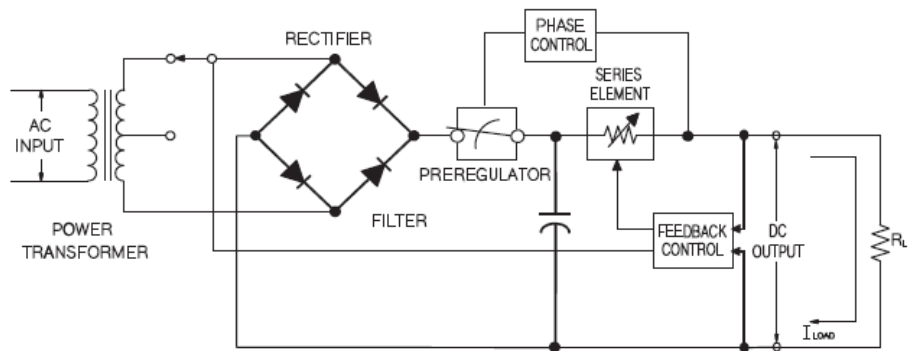 PHASE
CONTROL
RECTIFIER
SERIES
ELEMENT
AC
INPUT
PREREGULATOR
POWER
TRANSFORMER
FILTER
FEEDBACK
CONTROL
DC
OUTPUT
RL
ILOAD